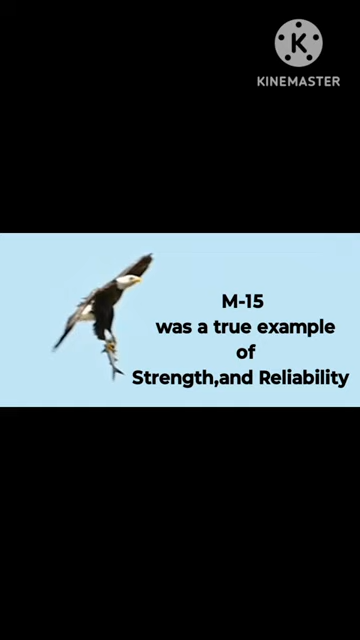 KINEMASTER
M-15
was a true example
of
Strength,and Reliability